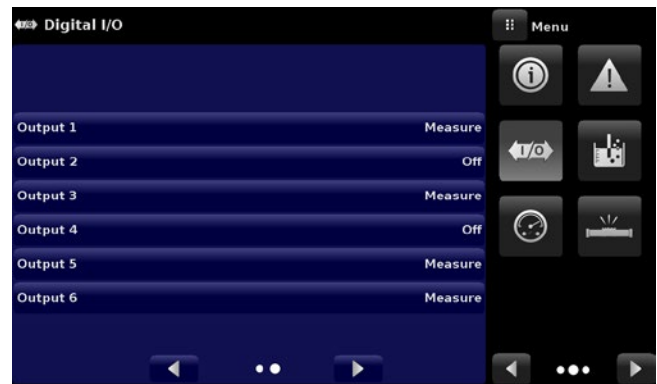 Digital I/O
Menu
Output 1 Measure
Output 2 Off
Output 3 Measure
Output 4 Off
Output 5 Measure
Output 6 Measure
I/O